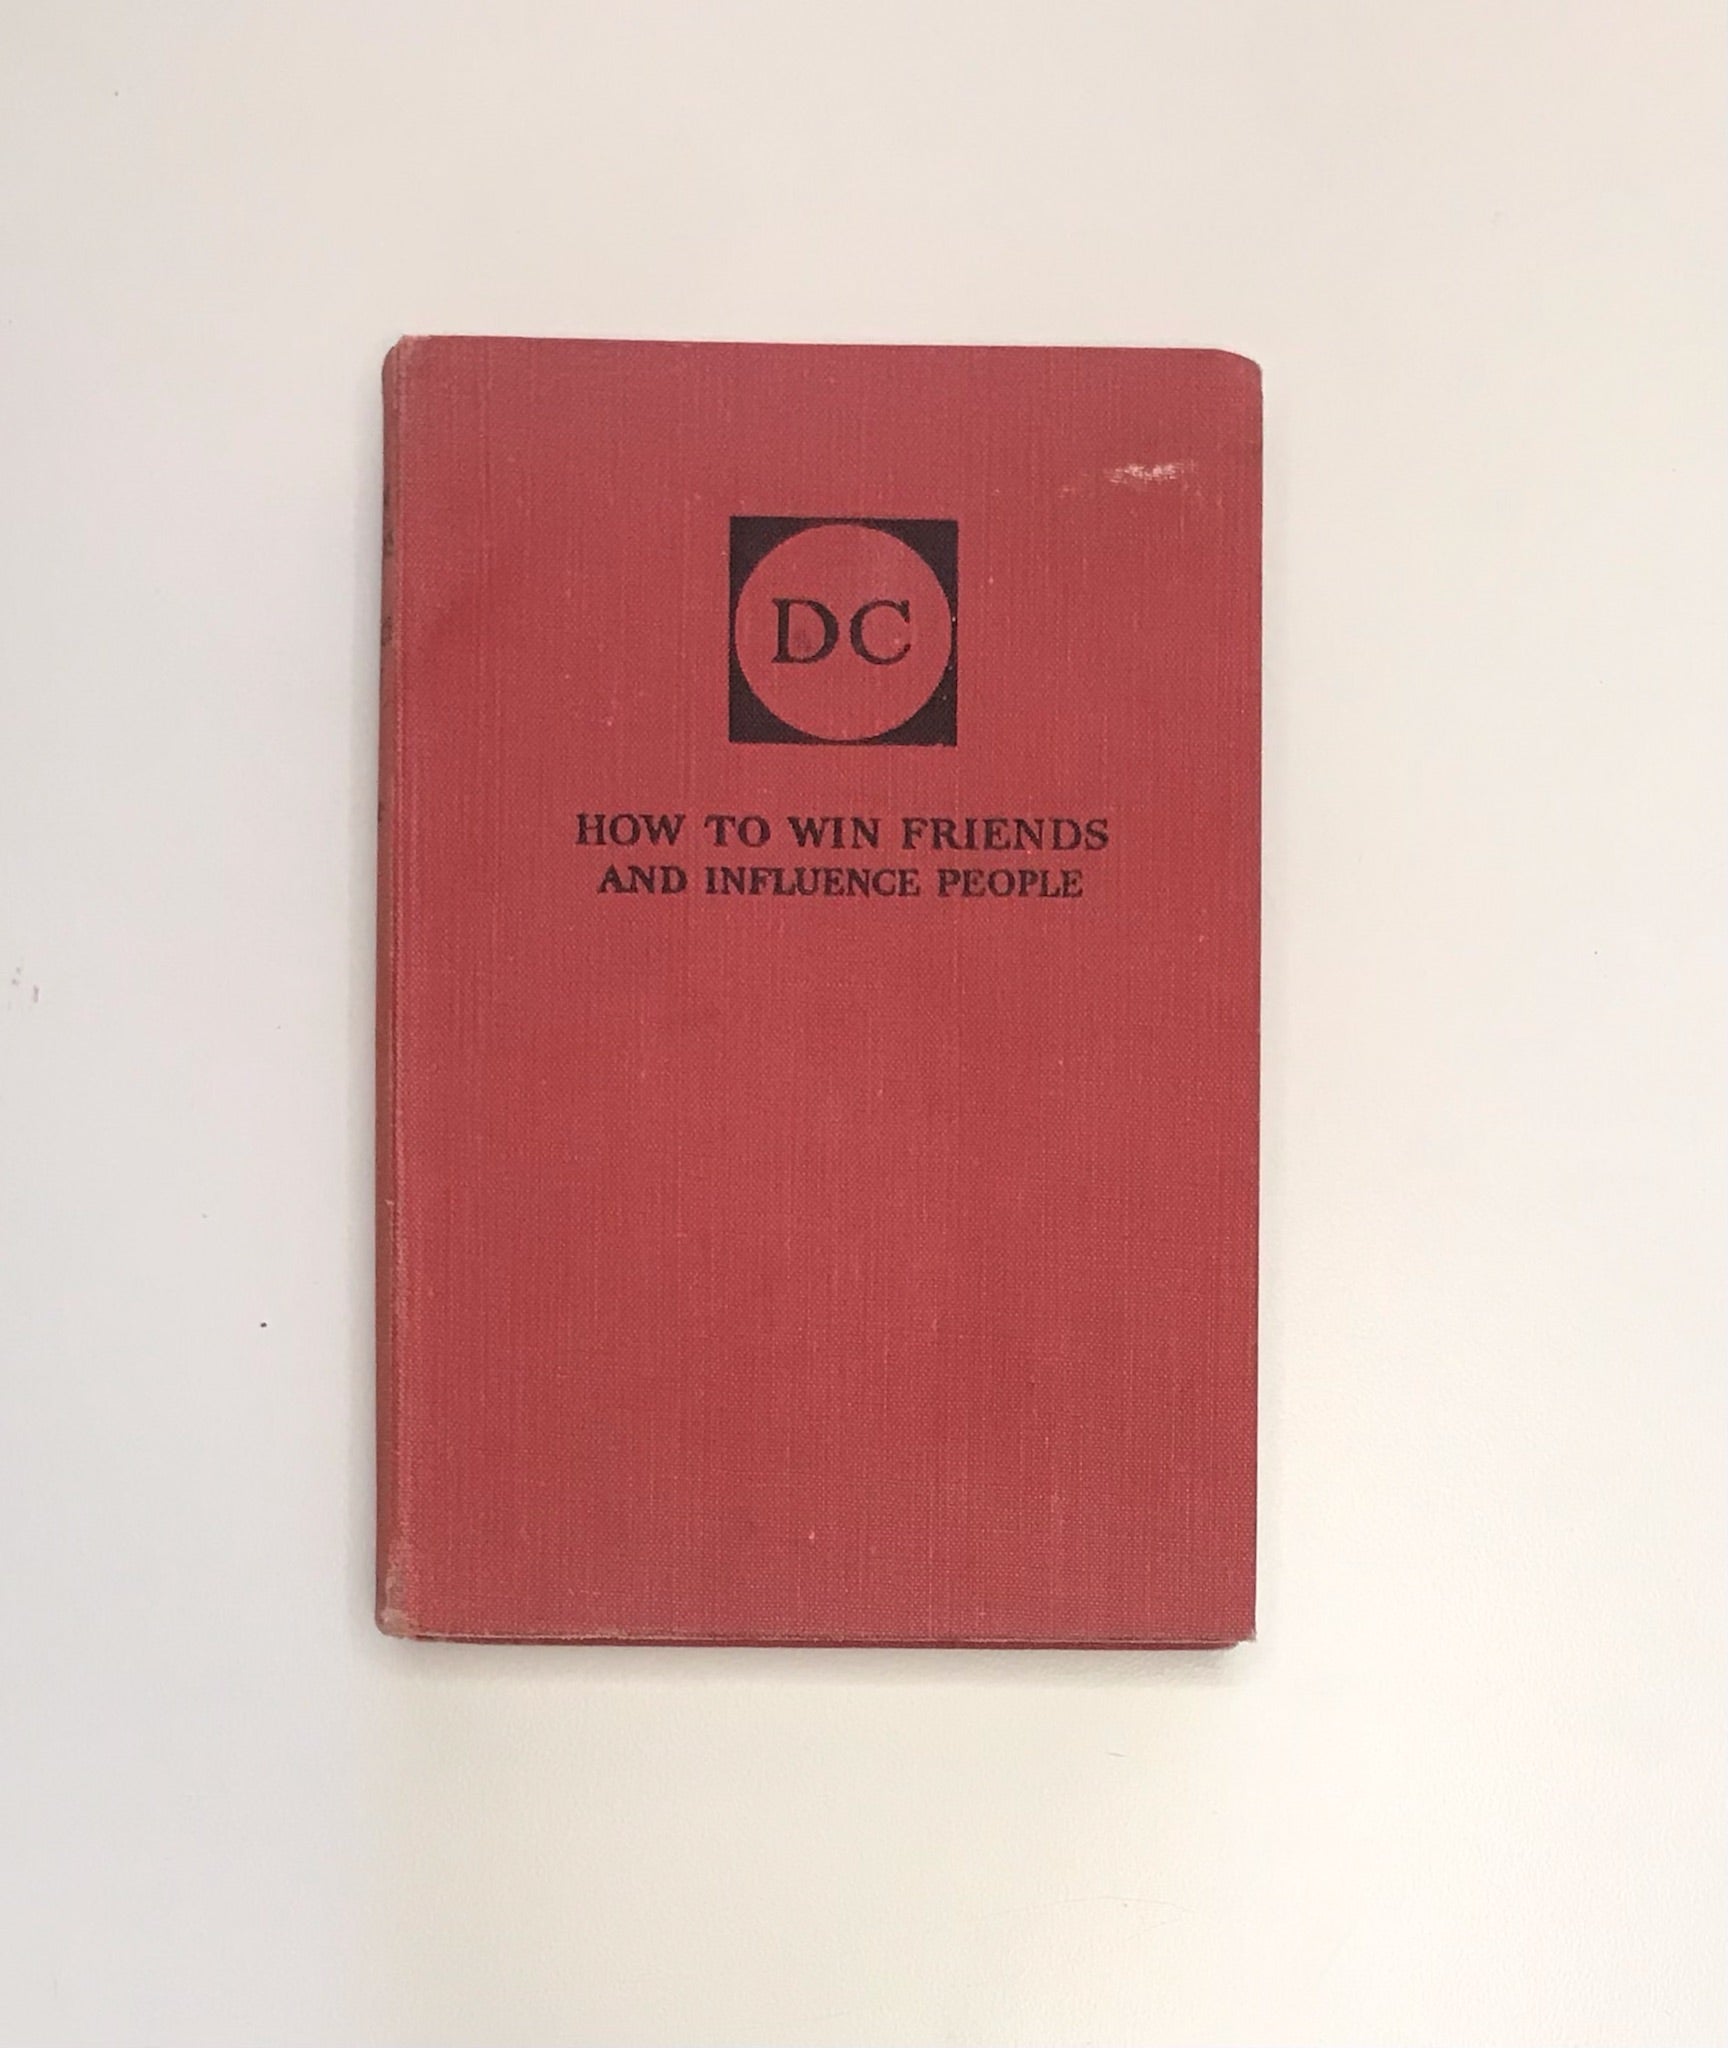 DC
HOW TO WIN FRIENDS
AND INFLUENCE PEOPLE